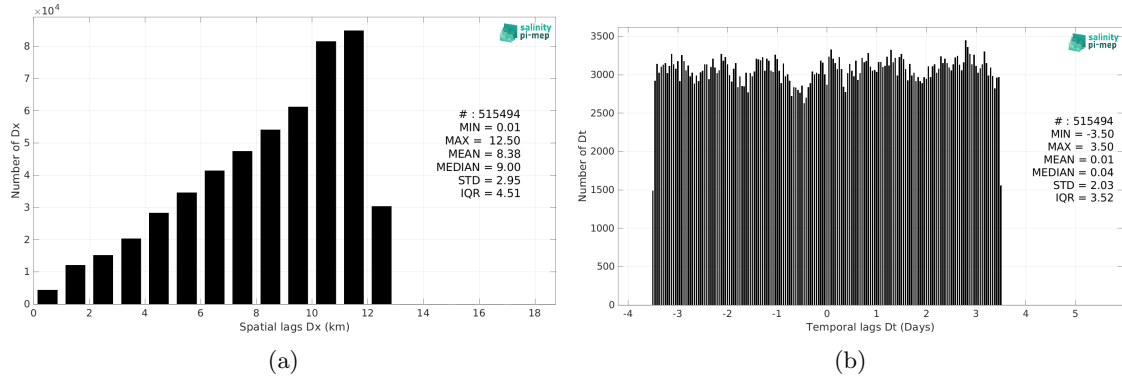 ×10⁴
salinity
pi-mep
8
7
6
5
4
3
2
1
0
Number of Dx
# : 515494
MIN = 0.01
MAX = 12.50
MEAN = 8.38
MEDIAN = 9.00
STD = 2.95
IQR = 4.51
0 2 4 6 8 10 12 14 16 18
Spatial lags Dx (km)
(a)
salinity
pi-mep
3500
3000
2500
2000
1500
1000
500
0
Number of Dt
# : 515494
MIN = -3.50
MAX = 3.50
MEAN = 0.01
MEDIAN = 0.04
STD = 2.03
IQR = 3.52
-4 -3 -2 -1 0 1 2 3 4 5
Temporal lags Dt (Days)
(b)